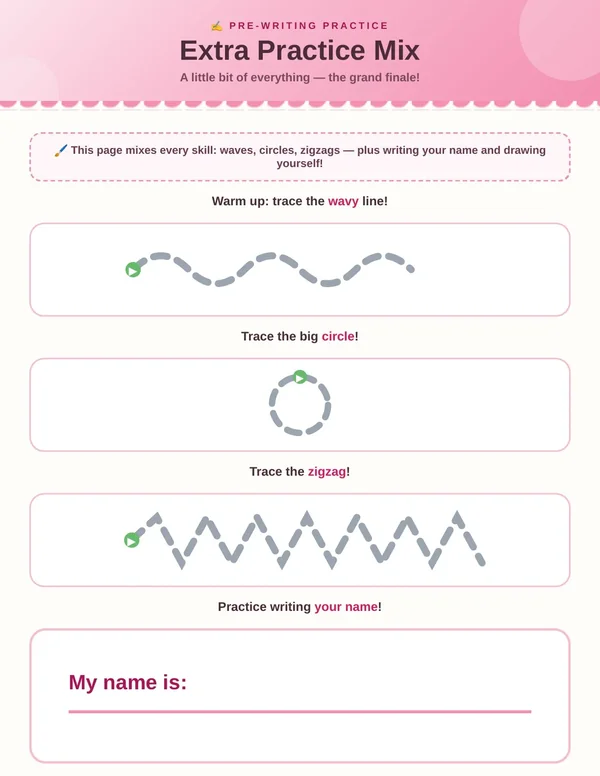 ✍️ PRE-WRITING PRACTICE
Extra Practice Mix
A little bit of everything — the grand finale!
🖌️ This page mixes every skill: waves, circles, zigzags — plus writing your name and drawing
yourself!
Warm up: trace the wavy line!
Trace the big circle!
Trace the zigzag!
Practice writing your name!
My name is: